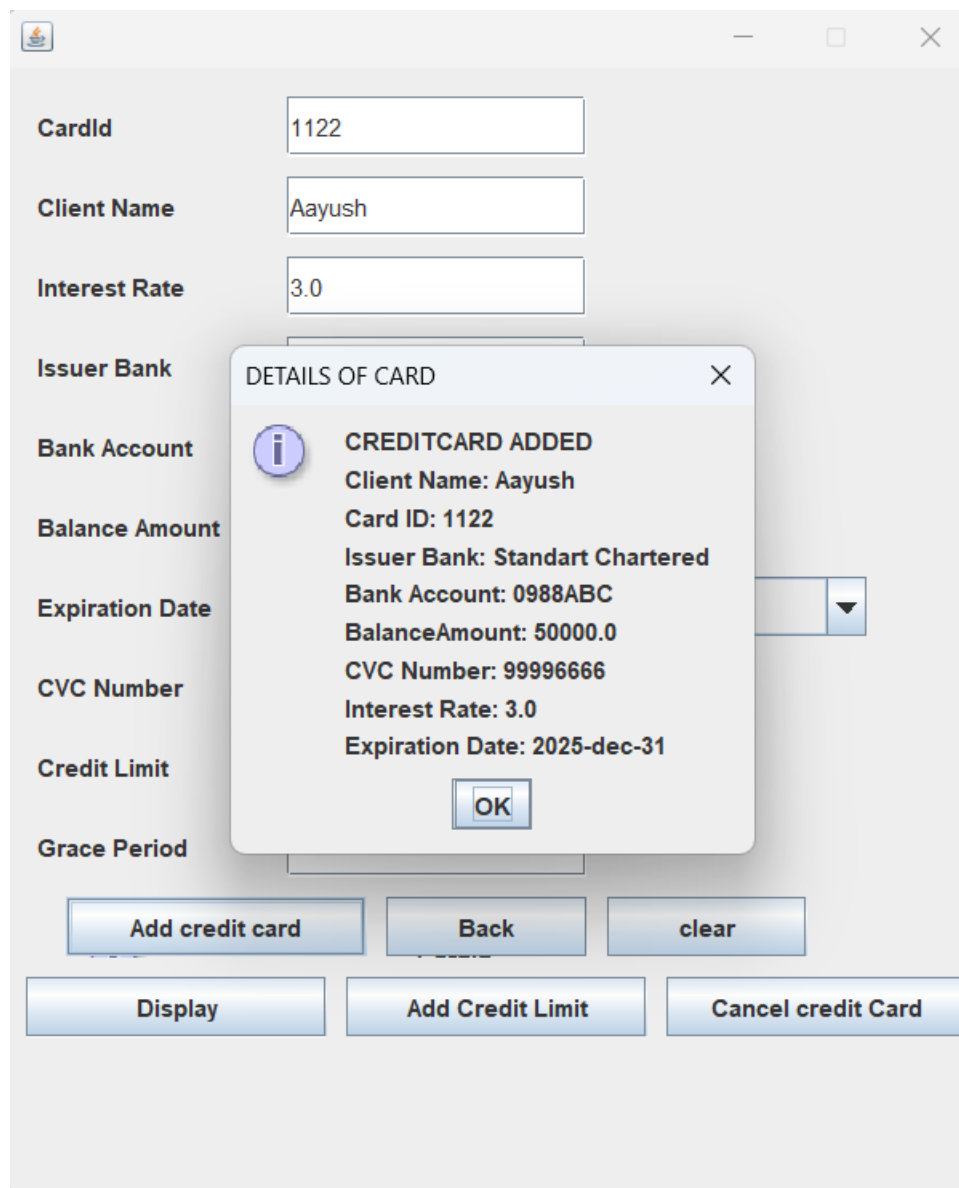 CardId 1122
Client Name Aayush
Interest Rate 3.0
Issuer Bank
Bank Account
Balance Amount
Expiration Date
CVC Number
Credit Limit
Grace Period
DETAILS OF CARD
CREDITCARD ADDED
Client Name: Aayush
Card ID: 1122
Issuer Bank: Standart Chartered
Bank Account: 0988ABC
BalanceAmount: 50000.0
CVC Number: 99996666
Interest Rate: 3.0
Expiration Date: 2025-dec-31
OK
Add credit card Back clear
Display Add Credit Limit Cancel credit Card